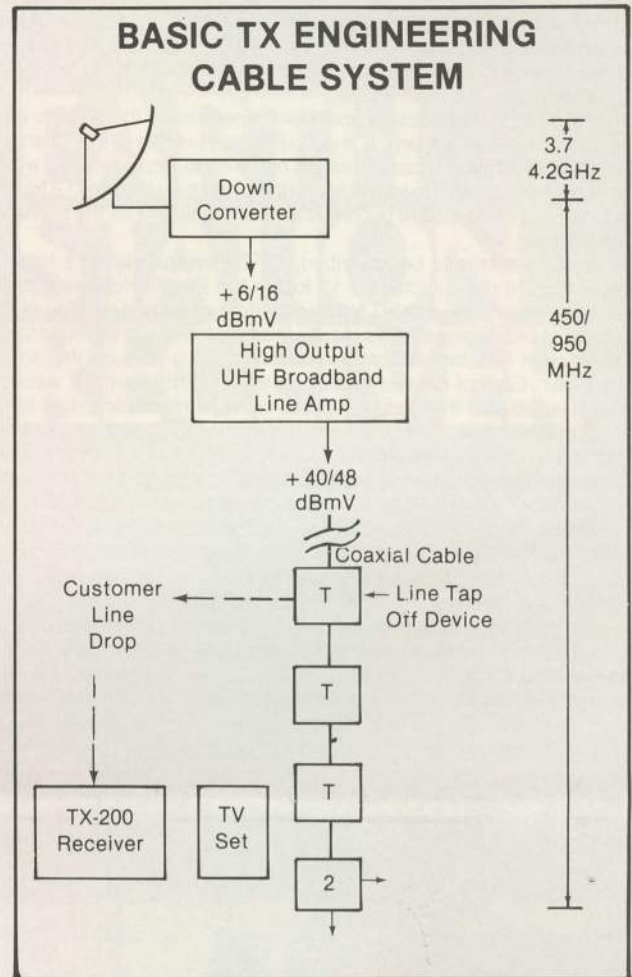 BASIC TX ENGINEERING
CABLE SYSTEM
3.7
4.2GHz
Down
Converter
+6/16
dBmV
450/
950
MHz
High Output
UHF Broadband
Line Amp
+40/48
dBmV
Coaxial Cable
Customer
Line
Drop
T
Line Tap
Off Device
T
T
TX-200
Receiver
TV
Set
2